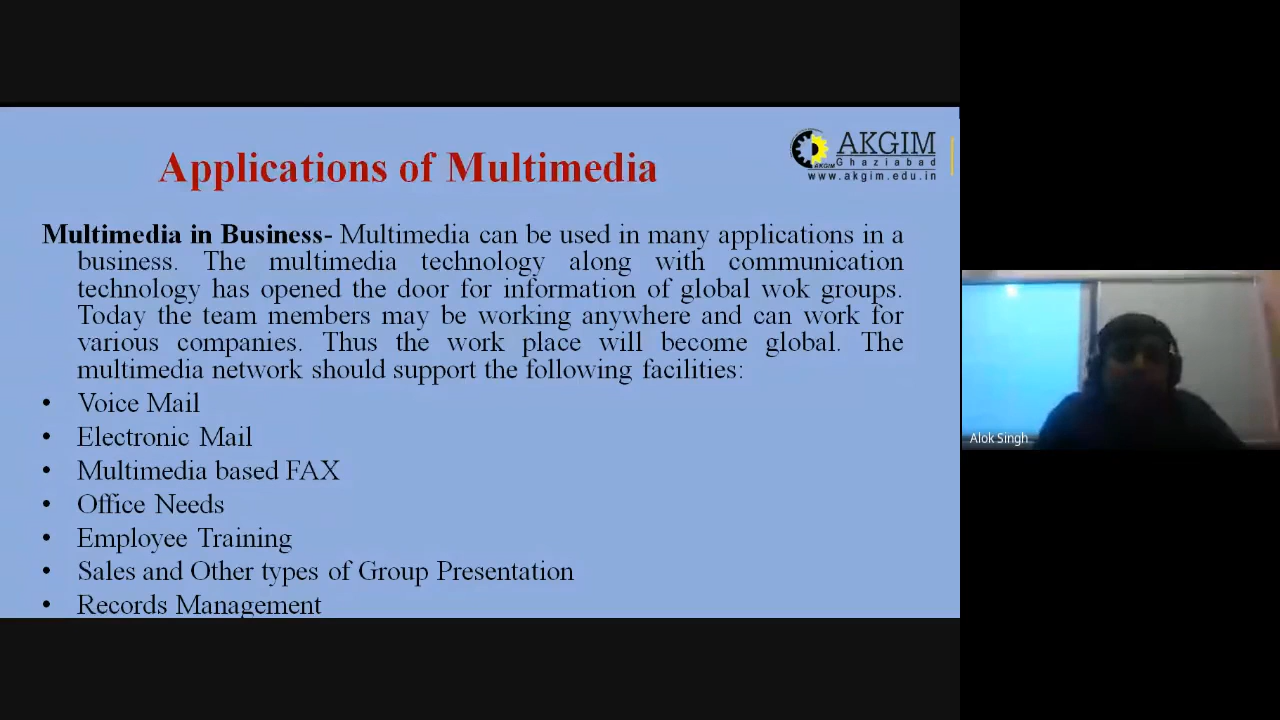 Applications of Multimedia
AKGIM
Ghaziabad
AKGIM
www.akgim.edu.in
Multimedia in Business- Multimedia can be used in many applications in a
business. The multimedia technology along with communication
technology has opened the door for information of global wok groups.
Today the team members may be working anywhere and can work for
various companies. Thus the work place will become global. The
multimedia network should support the following facilities:
• Voice Mail
• Electronic Mail
• Multimedia based FAX
• Office Needs
• Employee Training
• Sales and Other types of Group Presentation
• Records Management
Alok Singh